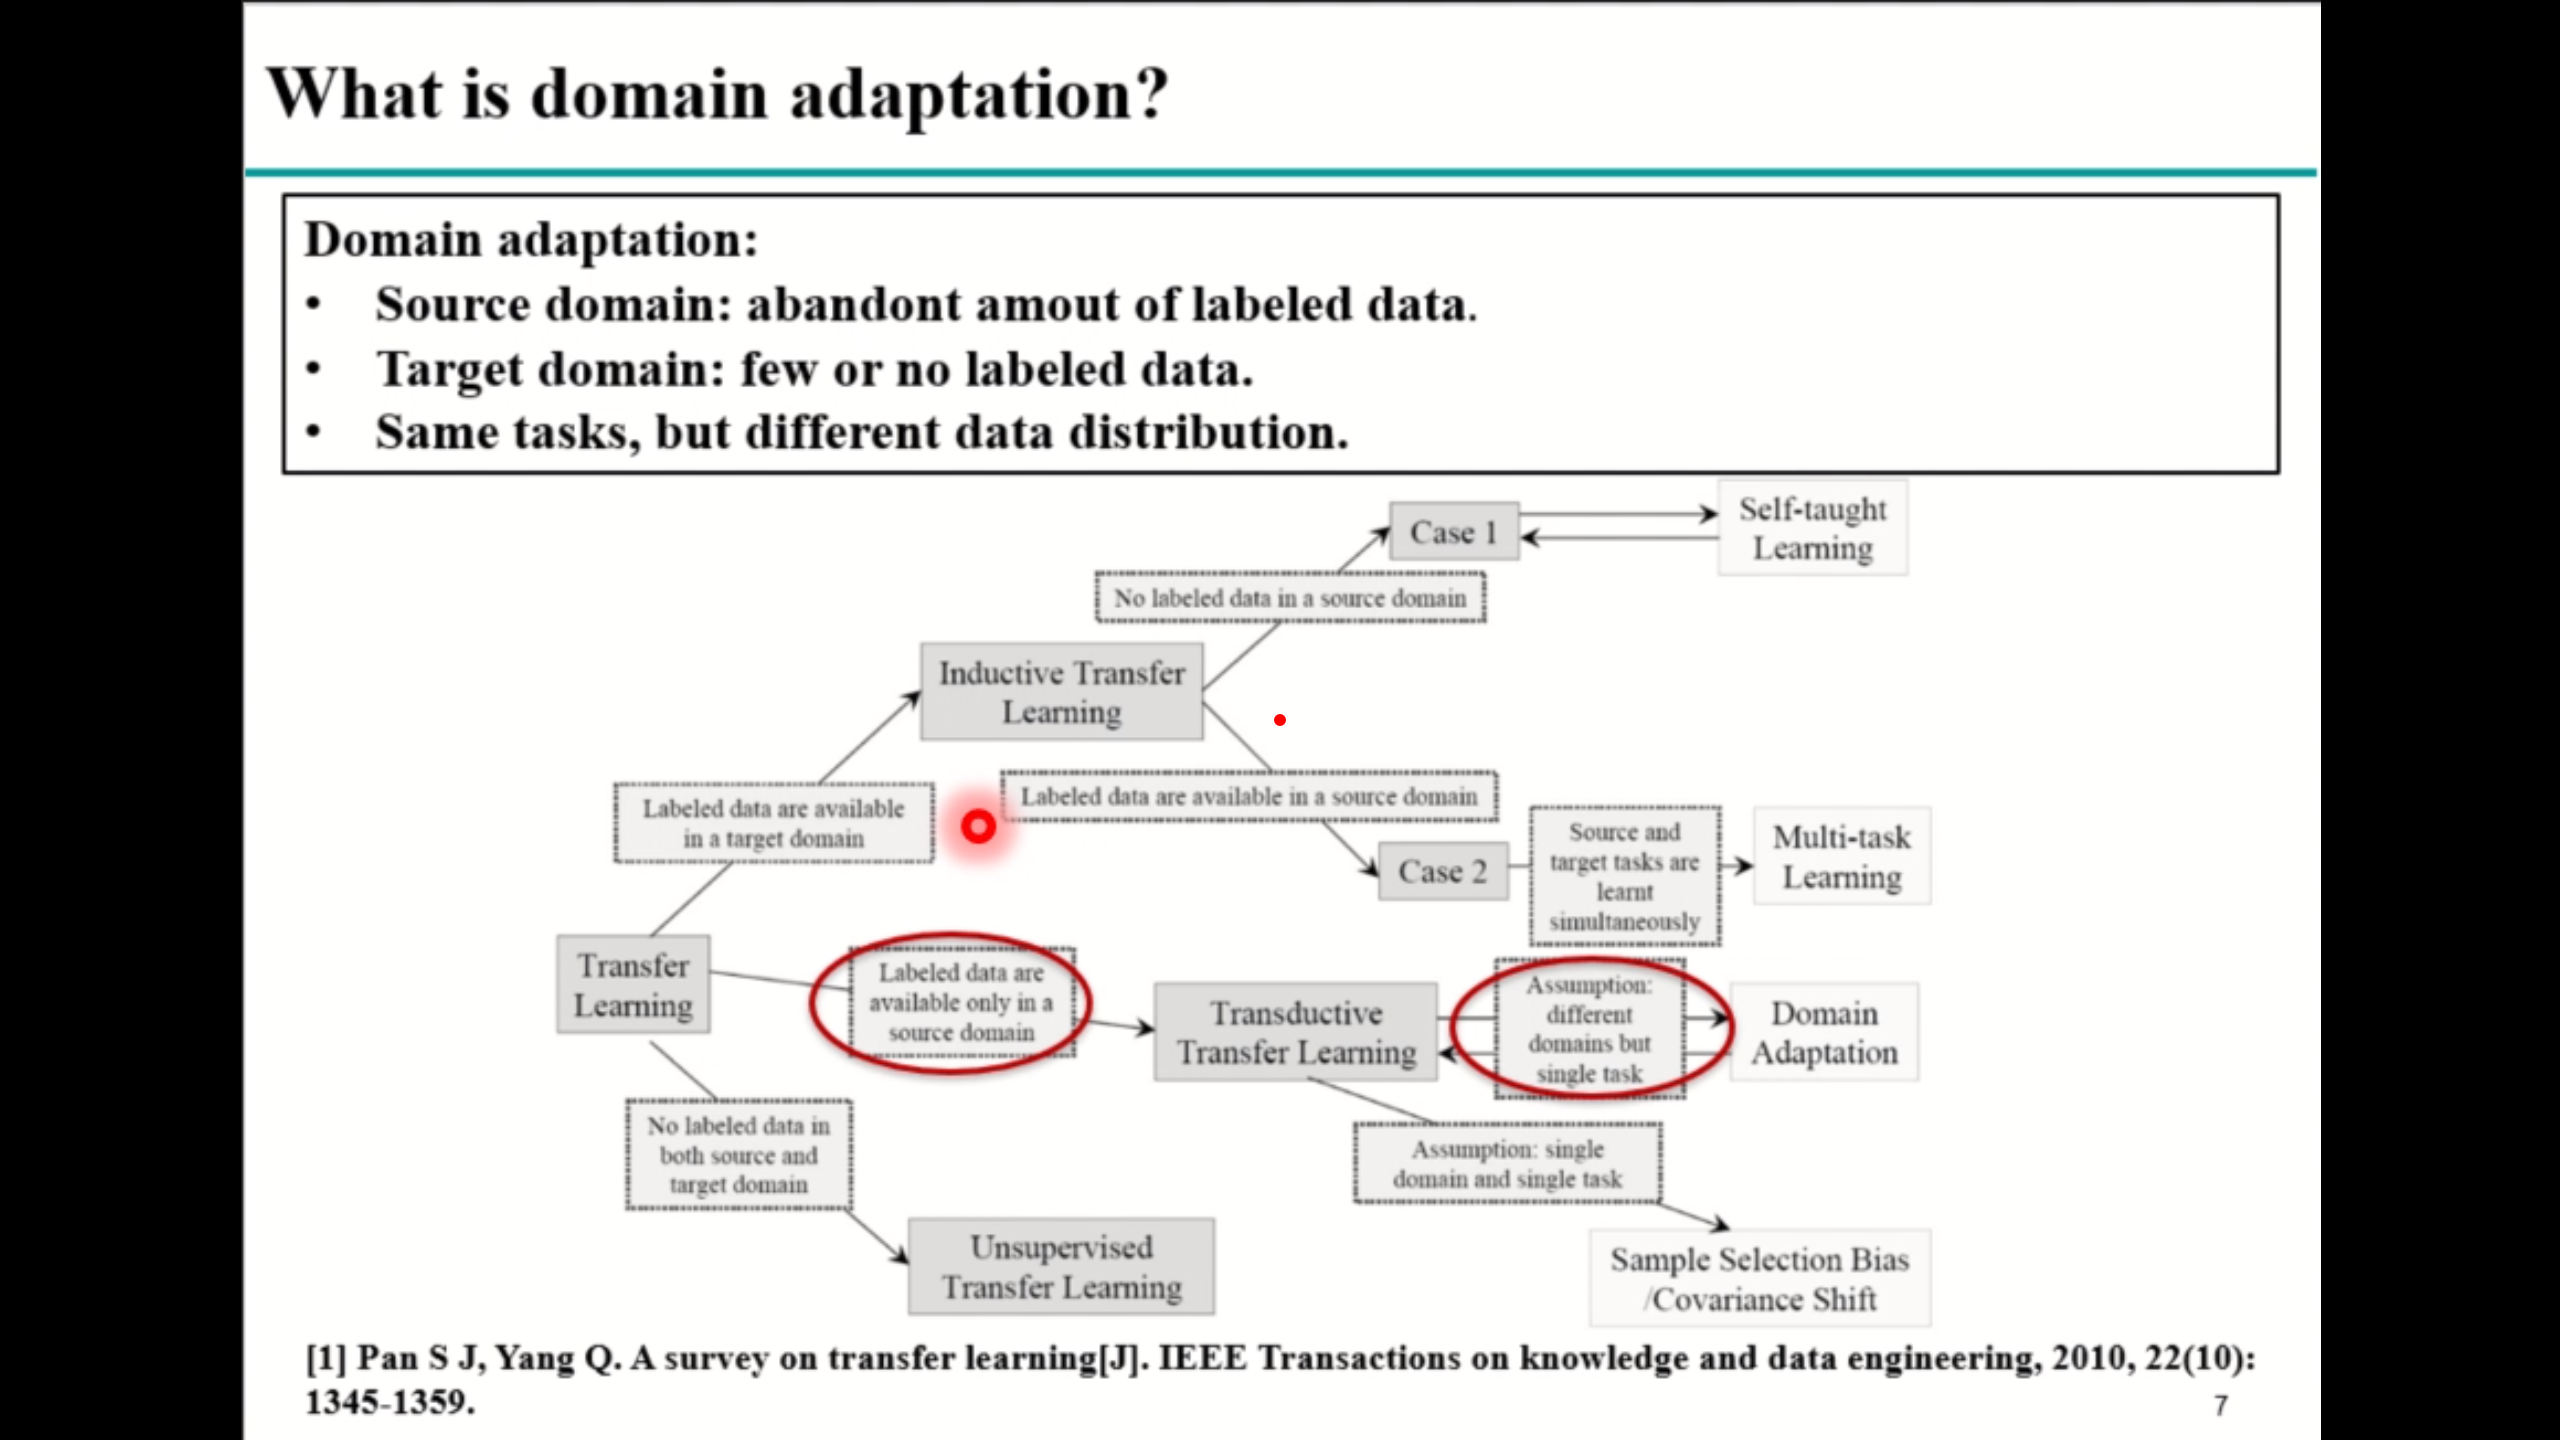 What is domain adaptation?
Domain adaptation:
• Source domain: abandont amout of labeled data.
• Target domain: few or no labeled data.
• Same tasks, but different data distribution.
Case 1
Self-taught
Learning
No labeled data in a source domain
Inductive Transfer
Learning
Labeled data are available
in a target domain
Labeled data are available in a source domain
Case 2
Source and
target tasks are
learnt
simultaneously
Multi-task
Learning
Transfer
Learning
Labeled data are
available only in a
source domain
Transductive
Transfer Learning
Assumption:
different
domains but
single task
Domain
Adaptation
No labeled data in
both source and
target domain
Assumption: single
domain and single task
Unsupervised
Transfer Learning
Sample Selection Bias
/Covariance Shift
[1] Pan S J, Yang Q. A survey on transfer learning[J]. IEEE Transactions on knowledge and data engineering, 2010, 22(10):
1345-1359.
7